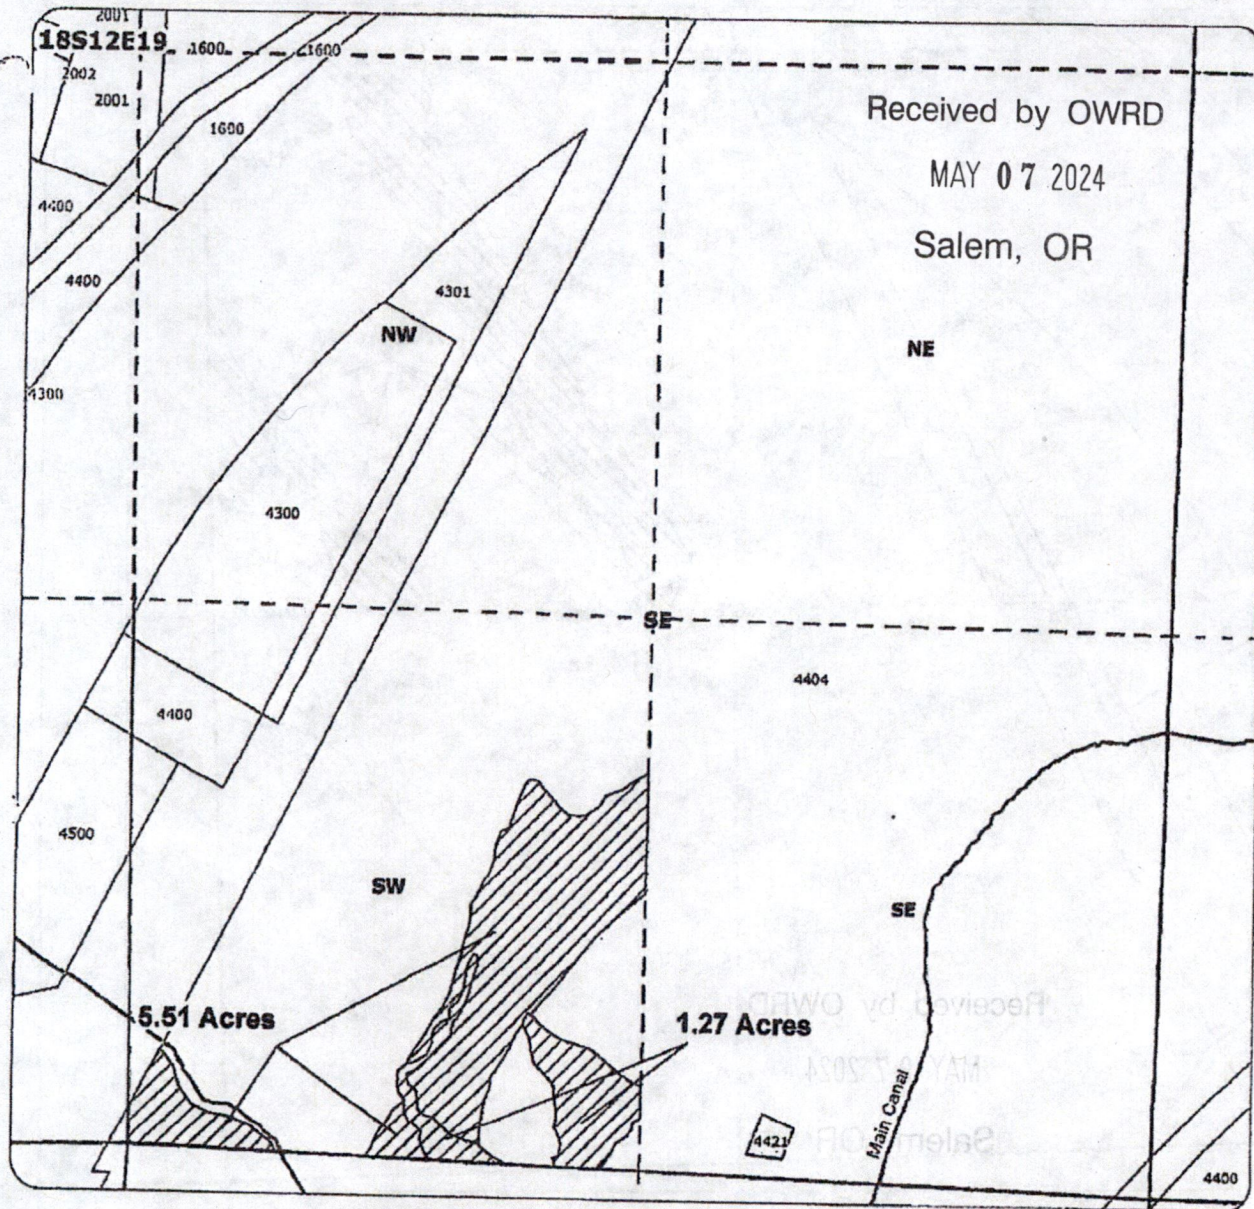 2001
18S12E19
1600
1600
2002
2001
1600
Received by OWRD
MAY 07 2024
Salem, OR
4400
4400
4301
NW
NE
4300
4300
SE
4404
4400
4500
SW
SE
5.51 Acres
1.27 Acres
Received by OWRD
MAY 07 2024
Salem, OR
Main Canal
4421
4400